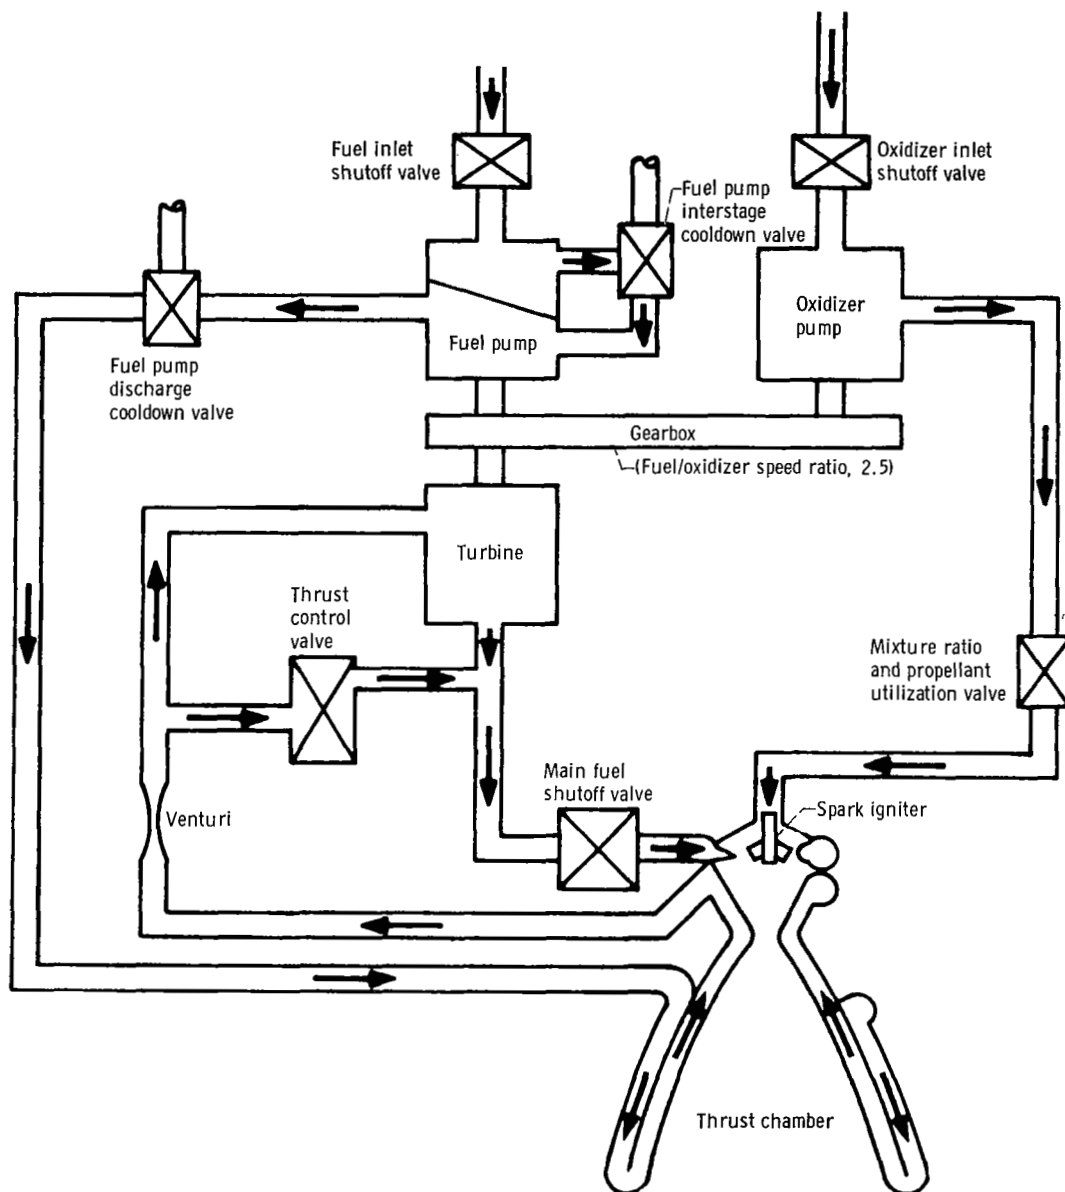 Fuel inlet
shutoff valve
Oxidizer inlet
shutoff valve
Fuel pump
interstage
cooldown valve
Fuel pump
discharge
cooldown valve
Fuel pump
Oxidizer
pump
Gearbox
(Fuel/oxidizer speed ratio, 2.5)
Turbine
Thrust
control
valve
Mixture ratio
and propellant
utilization valve
Main fuel
shutoff valve
Venturi
Spark igniter
Thrust chamber